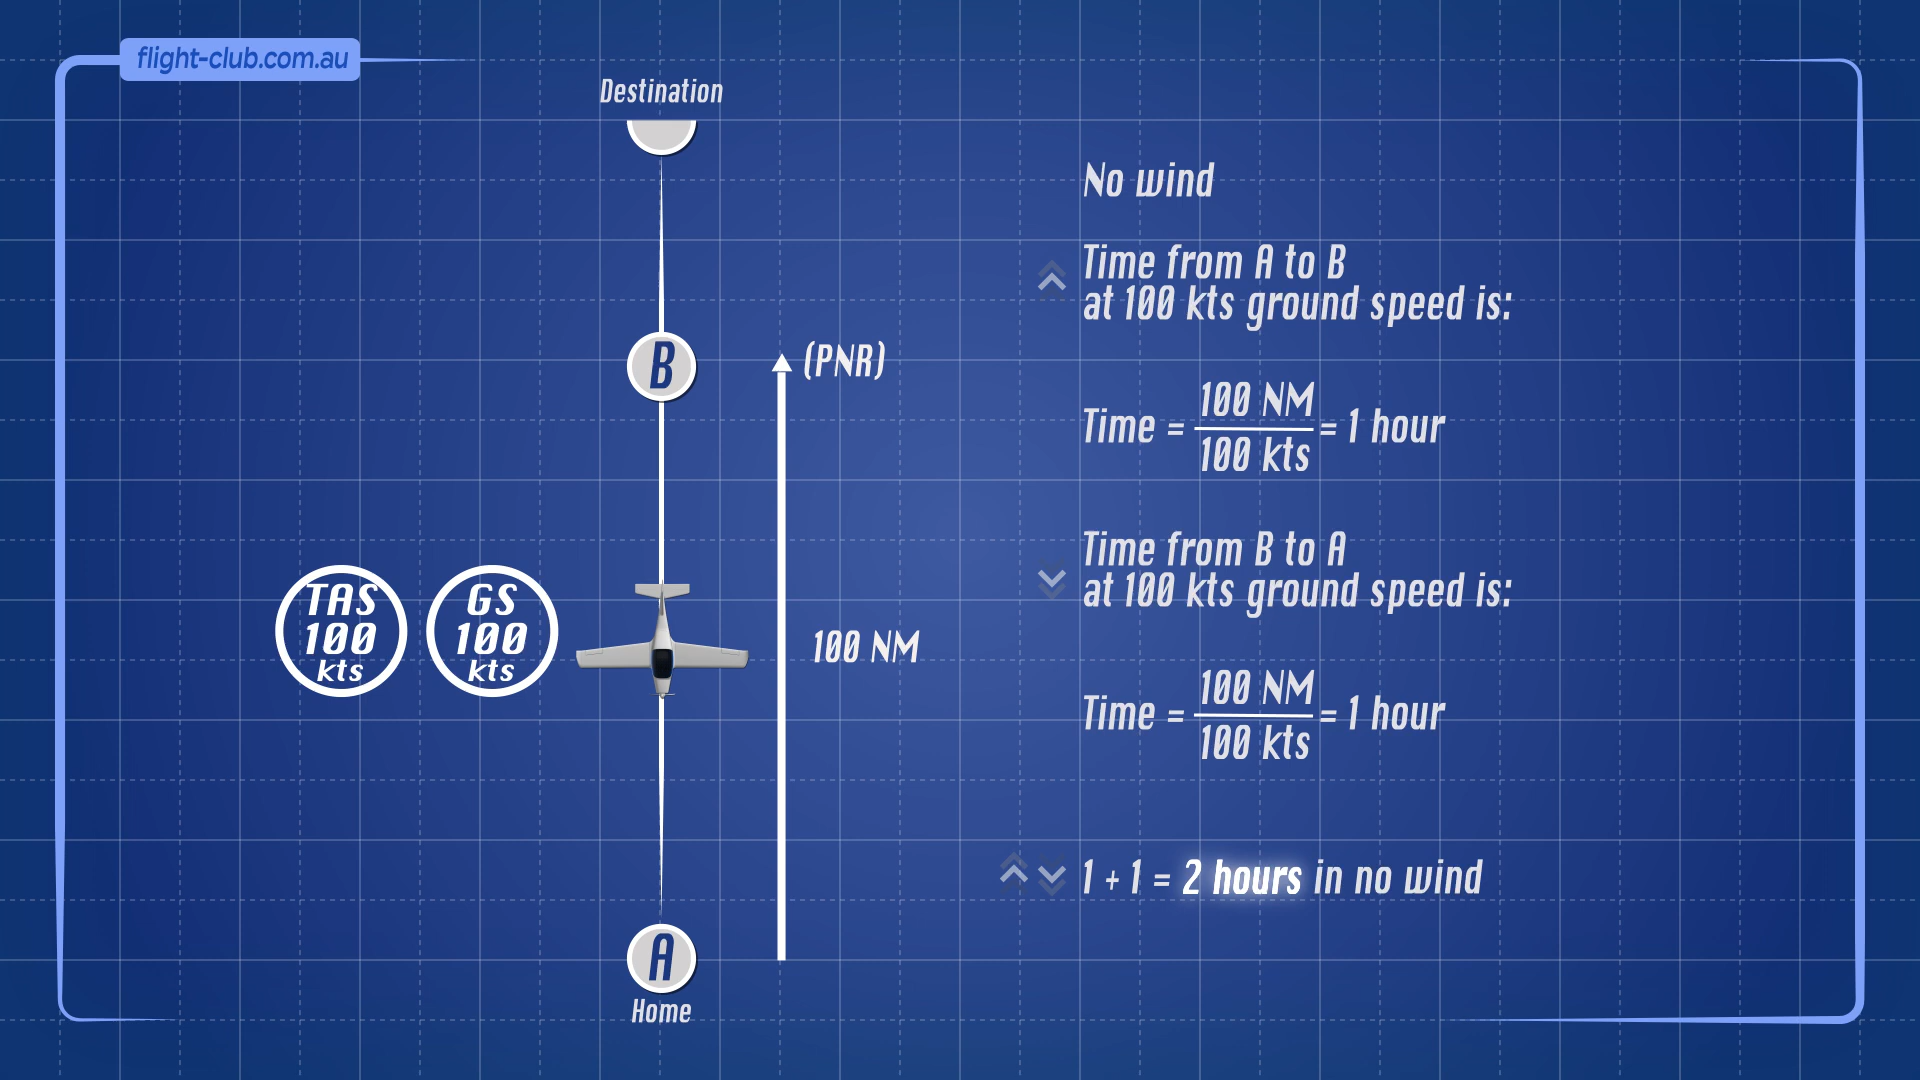 flight-club.com.au
Destination
B
(PNR)
TAS
100
kts
GS
100
kts
100 NM
A
Home
No wind
Time from A to B
at 100 kts ground speed is:
Time = 100 NM / 100 kts = 1 hour
Time from B to A
at 100 kts ground speed is:
Time = 100 NM / 100 kts = 1 hour
1 + 1 = 2 hours in no wind